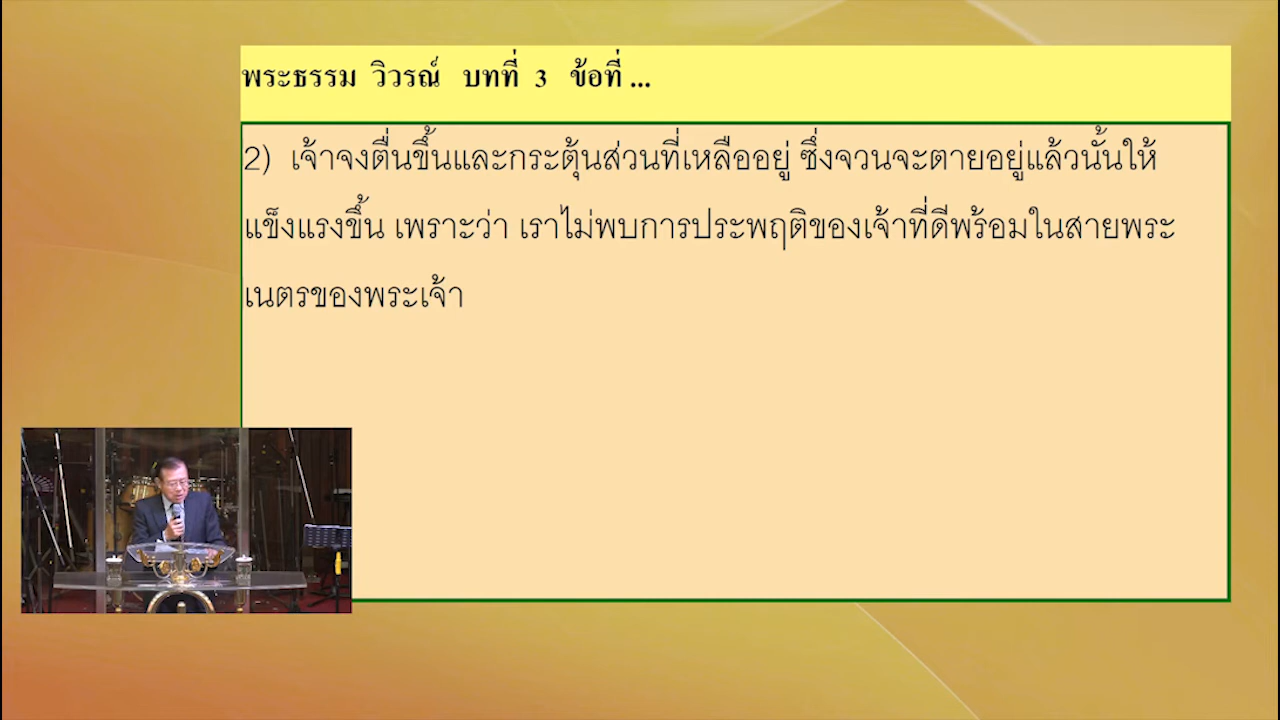 พระธรรม วิวรณ์ บทที่ 3 ข้อที่ ...
2) เจ้าจงตื่นขึ้นและกระตุ้นส่วนที่เหลืออยู่ ซึ่งจวนจะตายอยู่แล้วนั้นให้
แข็งแรงขึ้น เพราะว่า เราไม่พบการประพฤติของเจ้าที่ดีพร้อมในสายพระ
เนตรของพระเจ้า